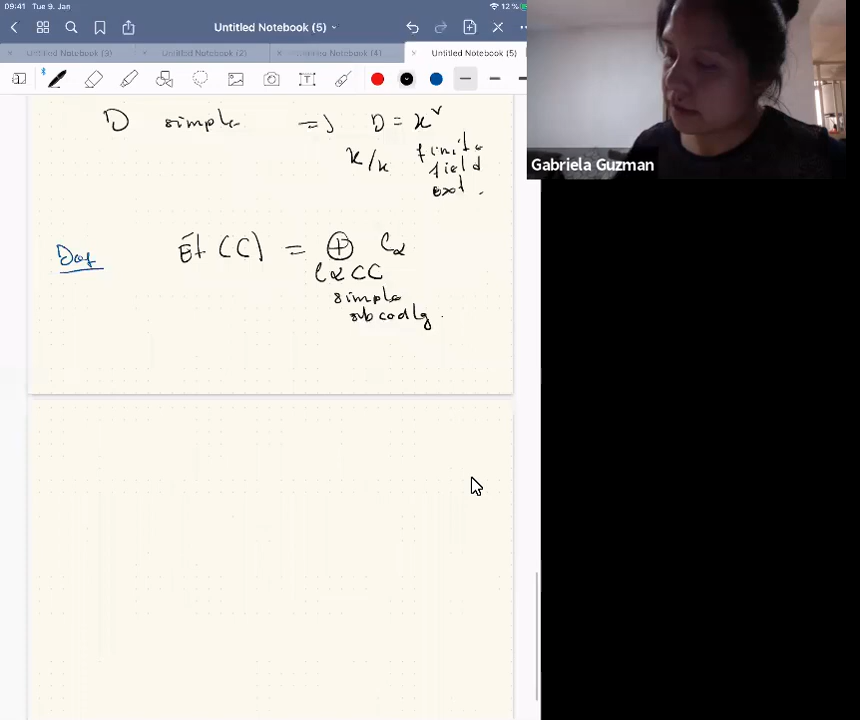 09:41 Tue 9. Jan
12%
Untitled Notebook (5)
Untitled Notebook (3)
Untitled Notebook (2)
Untitled Notebook (4)
Untitled Notebook (5)
Gabriela Guzman
D simple => D = K^∨
K/k finite
field
ext.
Def Ét(C) = ⊕ C_α
C_α ⊂ C
simple
subcoalg.